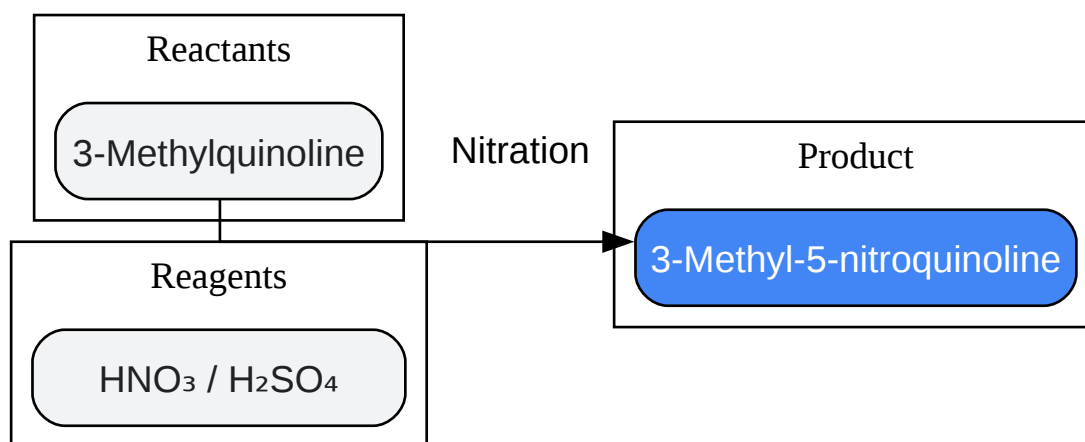 Reactants
3-Methylquinoline
Nitration
Product
3-Methyl-5-nitroquinoline
Reagents
HNO₃ / H₂SO₄